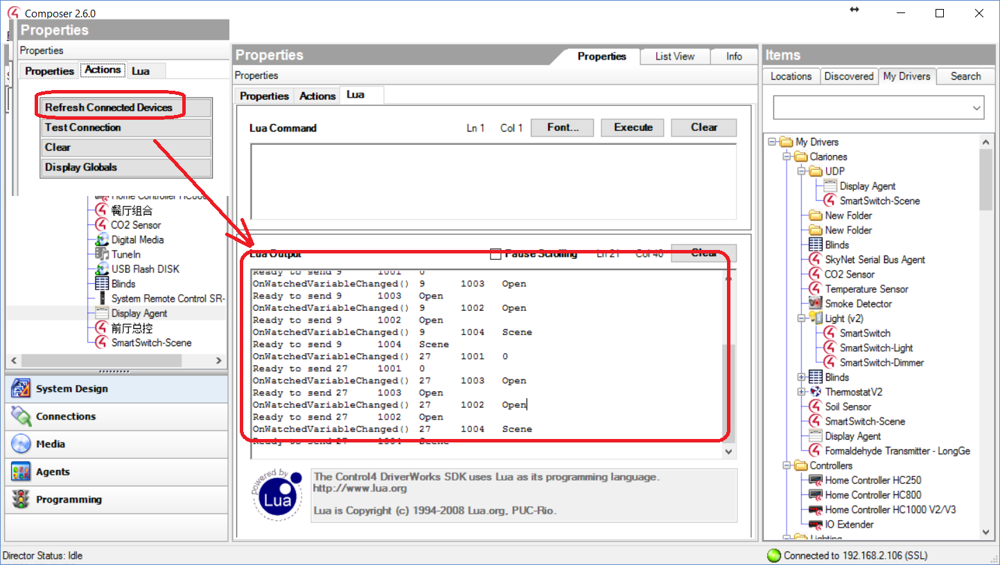 Composer 2.6.0
Properties
Properties
Properties Actions Lua
Refresh Connected Devices
Test Connection
Clear
Display Globals
餐厅组合
CO2 Sensor
Digital Media
TuneIn
USB Flash DISK
Blinds
System Remote Control SR-
Display Agent
前厅总控
SmartSwitch-Scene
System Design
Connections
Media
Agents
Programming
Properties Properties List View Info
Properties
Properties Actions Lua
Lua Command Ln 1 Col 1 Font... Execute Clear
Lua Output Pause Scrolling Ln 21 Col 40 Clear
Ready to send 9 1001 0
OnWatchedVariableChanged() 9 1003 Open
Ready to send 9 1003 Open
OnWatchedVariableChanged() 9 1002 Open
Ready to send 9 1002 Open
OnWatchedVariableChanged() 9 1004 Scene
Ready to send 9 1004 Scene
OnWatchedVariableChanged() 27 1001 0
Ready to send 27 1001 0
OnWatchedVariableChanged() 27 1003 Open
Ready to send 27 1003 Open
OnWatchedVariableChanged() 27 1002 Open
Ready to send 27 1002 Open
OnWatchedVariableChanged() 27 1004 Scene
Ready to send 27 1004 Scene
powered by
Lua
The Control4 DriverWorks SDK uses Lua as its programming language.
http://www.lua.org
Lua is Copyright (c) 1994-2008 Lua.org, PUC-Rio.
Items
Locations Discovered My Drivers Search
My Drivers
Clariones
UDP
Display Agent
SmartSwitch-Scene
New Folder
New Folder
Blinds
SkyNet Serial Bus Agent
CO2 Sensor
Temperature Sensor
Smoke Detector
Light (v2)
SmartSwitch
SmartSwitch-Light
SmartSwitch-Dimmer
Blinds
ThermostatV2
Soil Sensor
SmartSwitch-Scene
Display Agent
Fomaldehyde Transmitter - LongGe
Controllers
Home Controller HC250
Home Controller HC800
Home Controller HC1000 V2/V3
IO Extender
Lighting
Director Status: Idle
Connected to 192.168.2.106 (SSL)